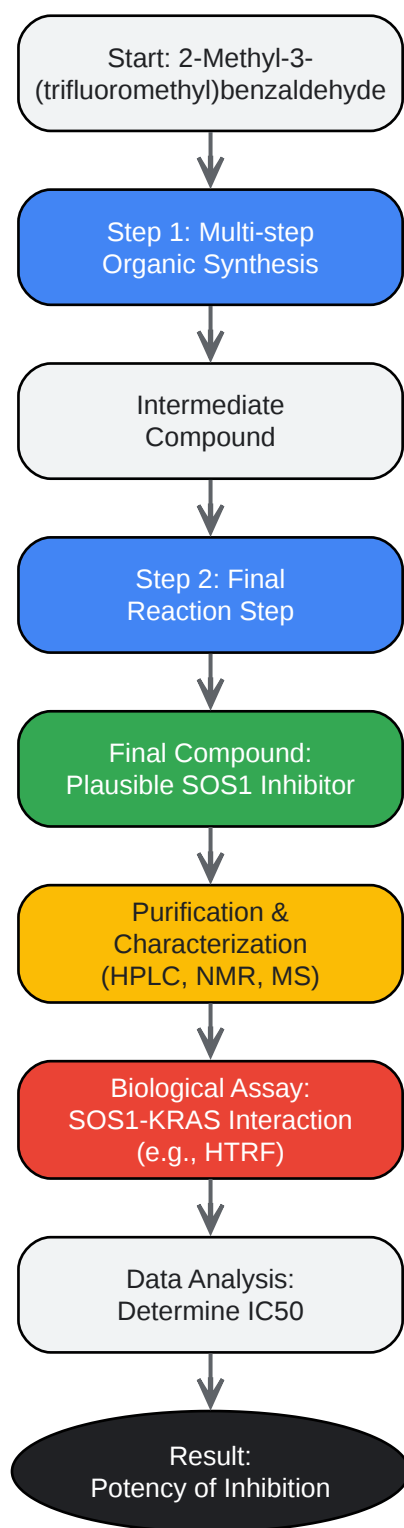 Start: 2-Methyl-3-
(trifluoromethyl)benzaldehyde
Step 1: Multi-step
Organic Synthesis
Intermediate
Compound
Step 2: Final
Reaction Step
Final Compound:
Plausible SOS1 Inhibitor
Purification &
Characterization
(HPLC, NMR, MS)
Biological Assay:
SOS1-KRAS Interaction
(e.g., HTRF)
Data Analysis:
Determine IC50
Result:
Potency of Inhibition